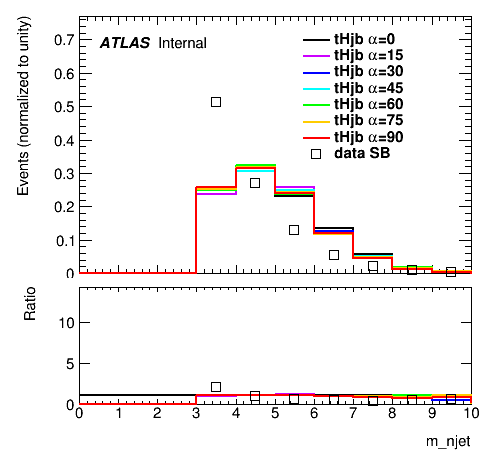 ATLAS Internal
tHjb α=0
tHjb α=15
tHjb α=30
tHjb α=45
tHjb α=60
tHjb α=75
tHjb α=90
data SB
Events (normalized to unity)
0.7
0.6
0.5
0.4
0.3
0.2
0.1
0
Ratio
10
5
0 1 2 3 4 5 6 7 8 9 10
m_njet